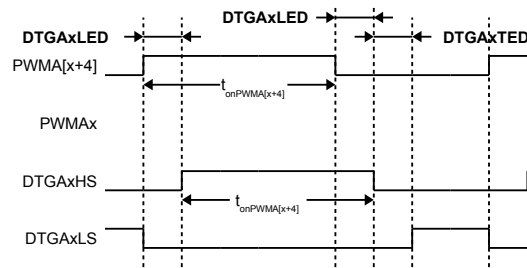 DTGAxLED
DTGAxLED
DTGAxTED
PWMA[x+4]
tonPWMA[x+4]
PWMAx
DTGAxHS
tonPWMA[x+4]
DTGAxLS